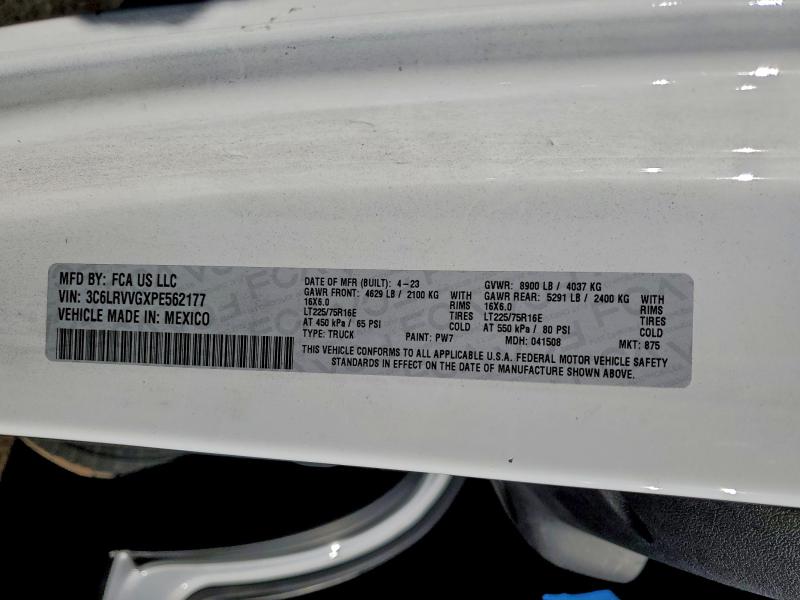 MFD BY: FCA US LLC
VIN: 3C6LRVVGXPE562177
VEHICLE MADE IN: MEXICO
DATE OF MFR (BUILT): 4-23
GAWR FRONT: 4629 LB / 2100 KG WITH
16X6.0 RIMS
LT225/75R16E TIRES
AT 450 kPa / 65 PSI COLD
TYPE: TRUCK PAINT: PW7
GVWR: 8900 LB / 4037 KG
GAWR REAR: 5291 LB / 2400 KG WITH
16X6.0 RIMS
LT225/75R16E TIRES
AT 550 kPa / 80 PSI COLD
MDH: 041508 MKT: 875
THIS VEHICLE CONFORMS TO ALL APPLICABLE U.S.A. FEDERAL MOTOR VEHICLE SAFETY
STANDARDS IN EFFECT ON THE DATE OF MANUFACTURE SHOWN ABOVE.